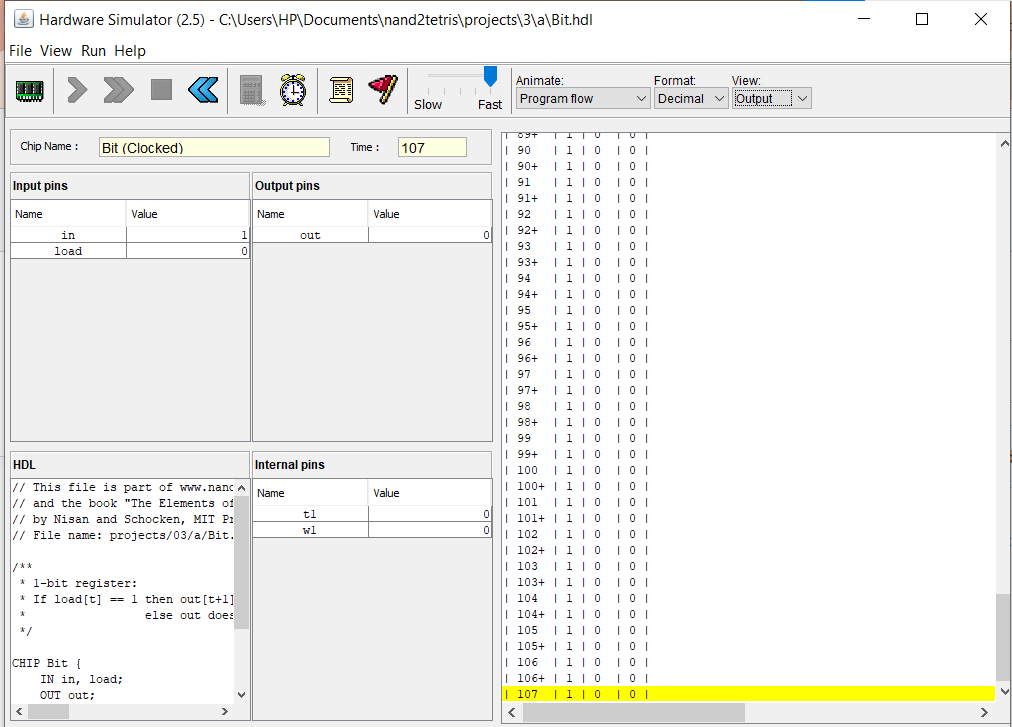 Hardware Simulator (2.5) - C:\Users\HP\Documents\nand2tetris\projects\3\a\Bit.hdl
File View Run Help
Slow Fast
Animate: Format: View:
Program flow Decimal Output
Chip Name : Bit (Clocked) Time : 107
Input pins
Name Value
in 1
load 0
Output pins
Name Value
out 0
HDL
// This file is part of www.nand
// and the book "The Elements of
// by Nisan and Schocken, MIT Pr
// File name: projects/03/a/Bit.
/**
* 1-bit register:
* If load[t] == 1 then out[t+1]
* else out does
*/
CHIP Bit {
IN in, load;
OUT out;
Internal pins
Name Value
t1 0
w1 0
| 89+ | 1 | 0 | 0 |
| 90 | 1 | 0 | 0 |
| 90+ | 1 | 0 | 0 |
| 91 | 1 | 0 | 0 |
| 91+ | 1 | 0 | 0 |
| 92 | 1 | 0 | 0 |
| 92+ | 1 | 0 | 0 |
| 93 | 1 | 0 | 0 |
| 93+ | 1 | 0 | 0 |
| 94 | 1 | 0 | 0 |
| 94+ | 1 | 0 | 0 |
| 95 | 1 | 0 | 0 |
| 95+ | 1 | 0 | 0 |
| 96 | 1 | 0 | 0 |
| 96+ | 1 | 0 | 0 |
| 97 | 1 | 0 | 0 |
| 97+ | 1 | 0 | 0 |
| 98 | 1 | 0 | 0 |
| 98+ | 1 | 0 | 0 |
| 99 | 1 | 0 | 0 |
| 99+ | 1 | 0 | 0 |
| 100 | 1 | 0 | 0 |
| 100+ | 1 | 0 | 0 |
| 101 | 1 | 0 | 0 |
| 101+ | 1 | 0 | 0 |
| 102 | 1 | 0 | 0 |
| 102+ | 1 | 0 | 0 |
| 103 | 1 | 0 | 0 |
| 103+ | 1 | 0 | 0 |
| 104 | 1 | 0 | 0 |
| 104+ | 1 | 0 | 0 |
| 105 | 1 | 0 | 0 |
| 105+ | 1 | 0 | 0 |
| 106 | 1 | 0 | 0 |
| 106+ | 1 | 0 | 0 |
| 107 | 1 | 0 | 0 |